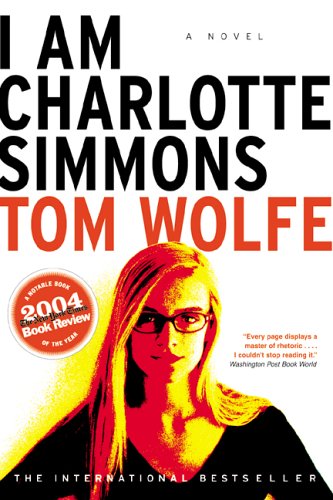 I AM
A NOVEL
CHARLOTTE
SIMMONS
TOM WOLFE
A NOTABLE BOOK
2004
The New York Times
Book Review
OF THE YEAR
"Every page displays a
master of rhetoric . . . .
I couldn't stop reading it."
Washington Post Book World
THE INTERNATIONAL BESTSELLER